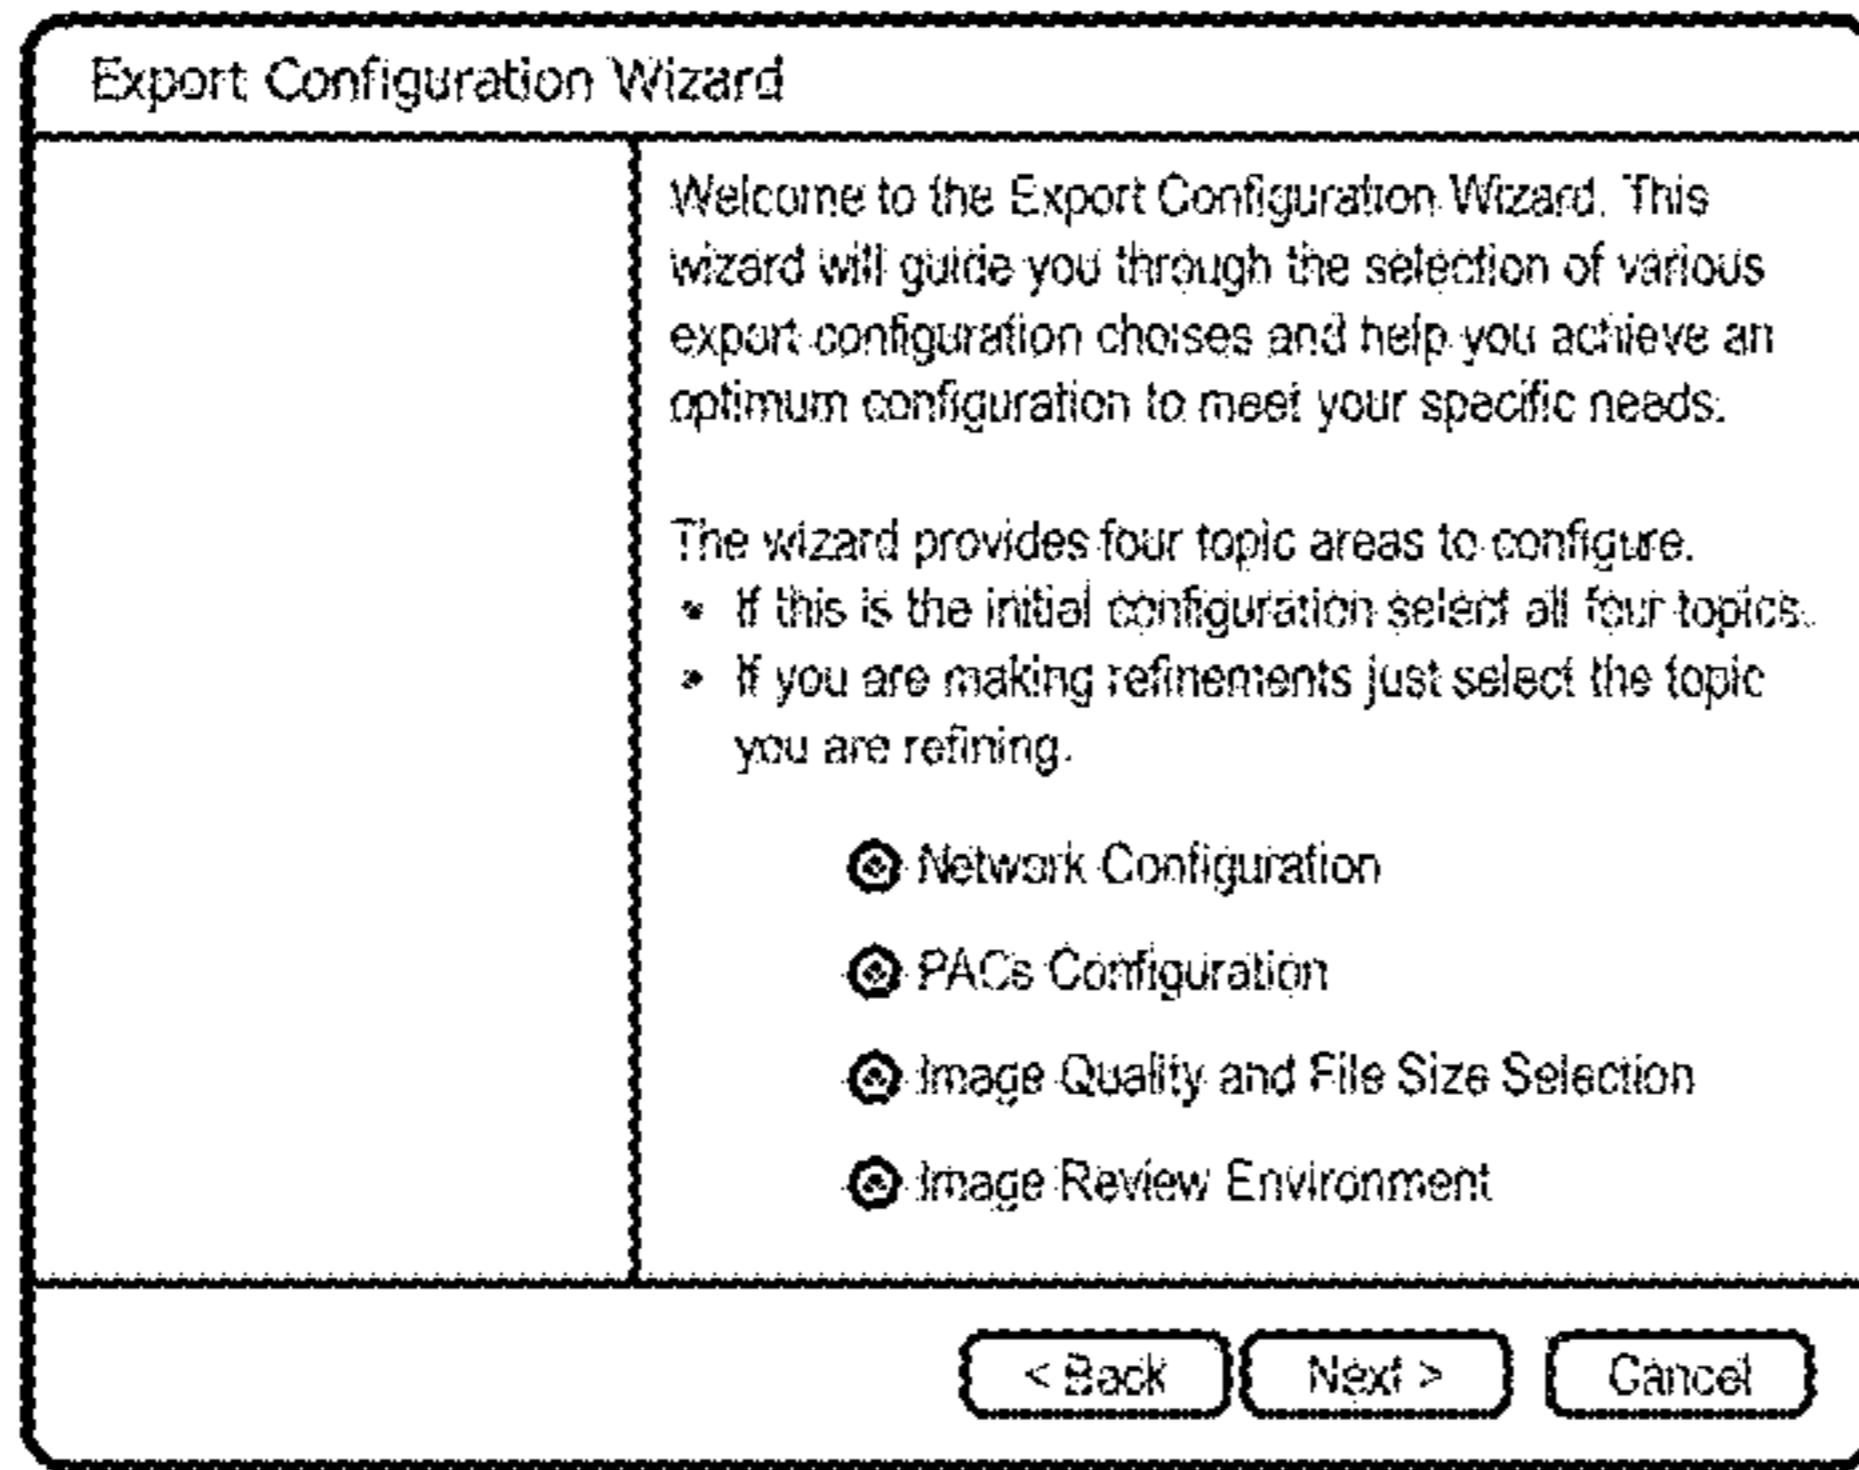 Export Configuration Wizard
Welcome to the Export Configuration Wizard. This
wizard will guide you through the selection of various
export configuration choises and help you achieve an
optimum configuration to meet your specific needs.
The wizard provides four topic areas to configure.
• If this is the initial configuration select all four topics.
• If you are making refinements just select the topic
you are refining.
Network Configuration
PACs Configuration
Image Quality and File Size Selection
Image Review Environment
< Back Next > Cancel